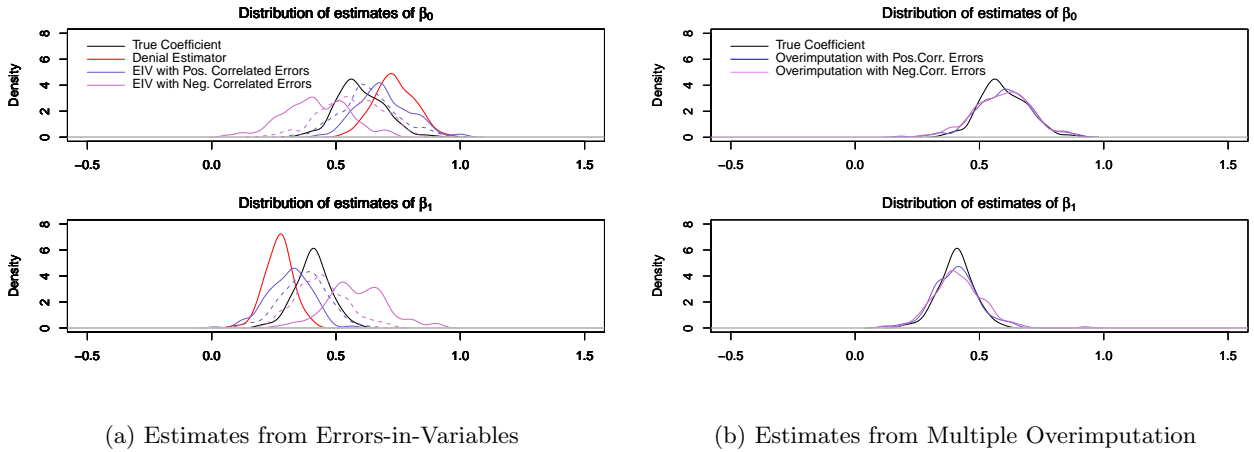 Distribution of estimates of β₀
Density
8
6
4
2
0
True Coefficient
Denial Estimator
EIV with Pos. Correlated Errors
EIV with Neg. Correlated Errors
−0.5 0.0 0.5 1.0 1.5
Distribution of estimates of β₁
Density
8
6
4
2
0
−0.5 0.0 0.5 1.0 1.5
(a) Estimates from Errors-in-Variables
Distribution of estimates of β₀
Density
8
6
4
2
0
True Coefficient
Overimputation with Pos.Corr. Errors
Overimputation with Neg.Corr. Errors
−0.5 0.0 0.5 1.0 1.5
Distribution of estimates of β₁
Density
8
6
4
2
0
−0.5 0.0 0.5 1.0 1.5
(b) Estimates from Multiple Overimputation